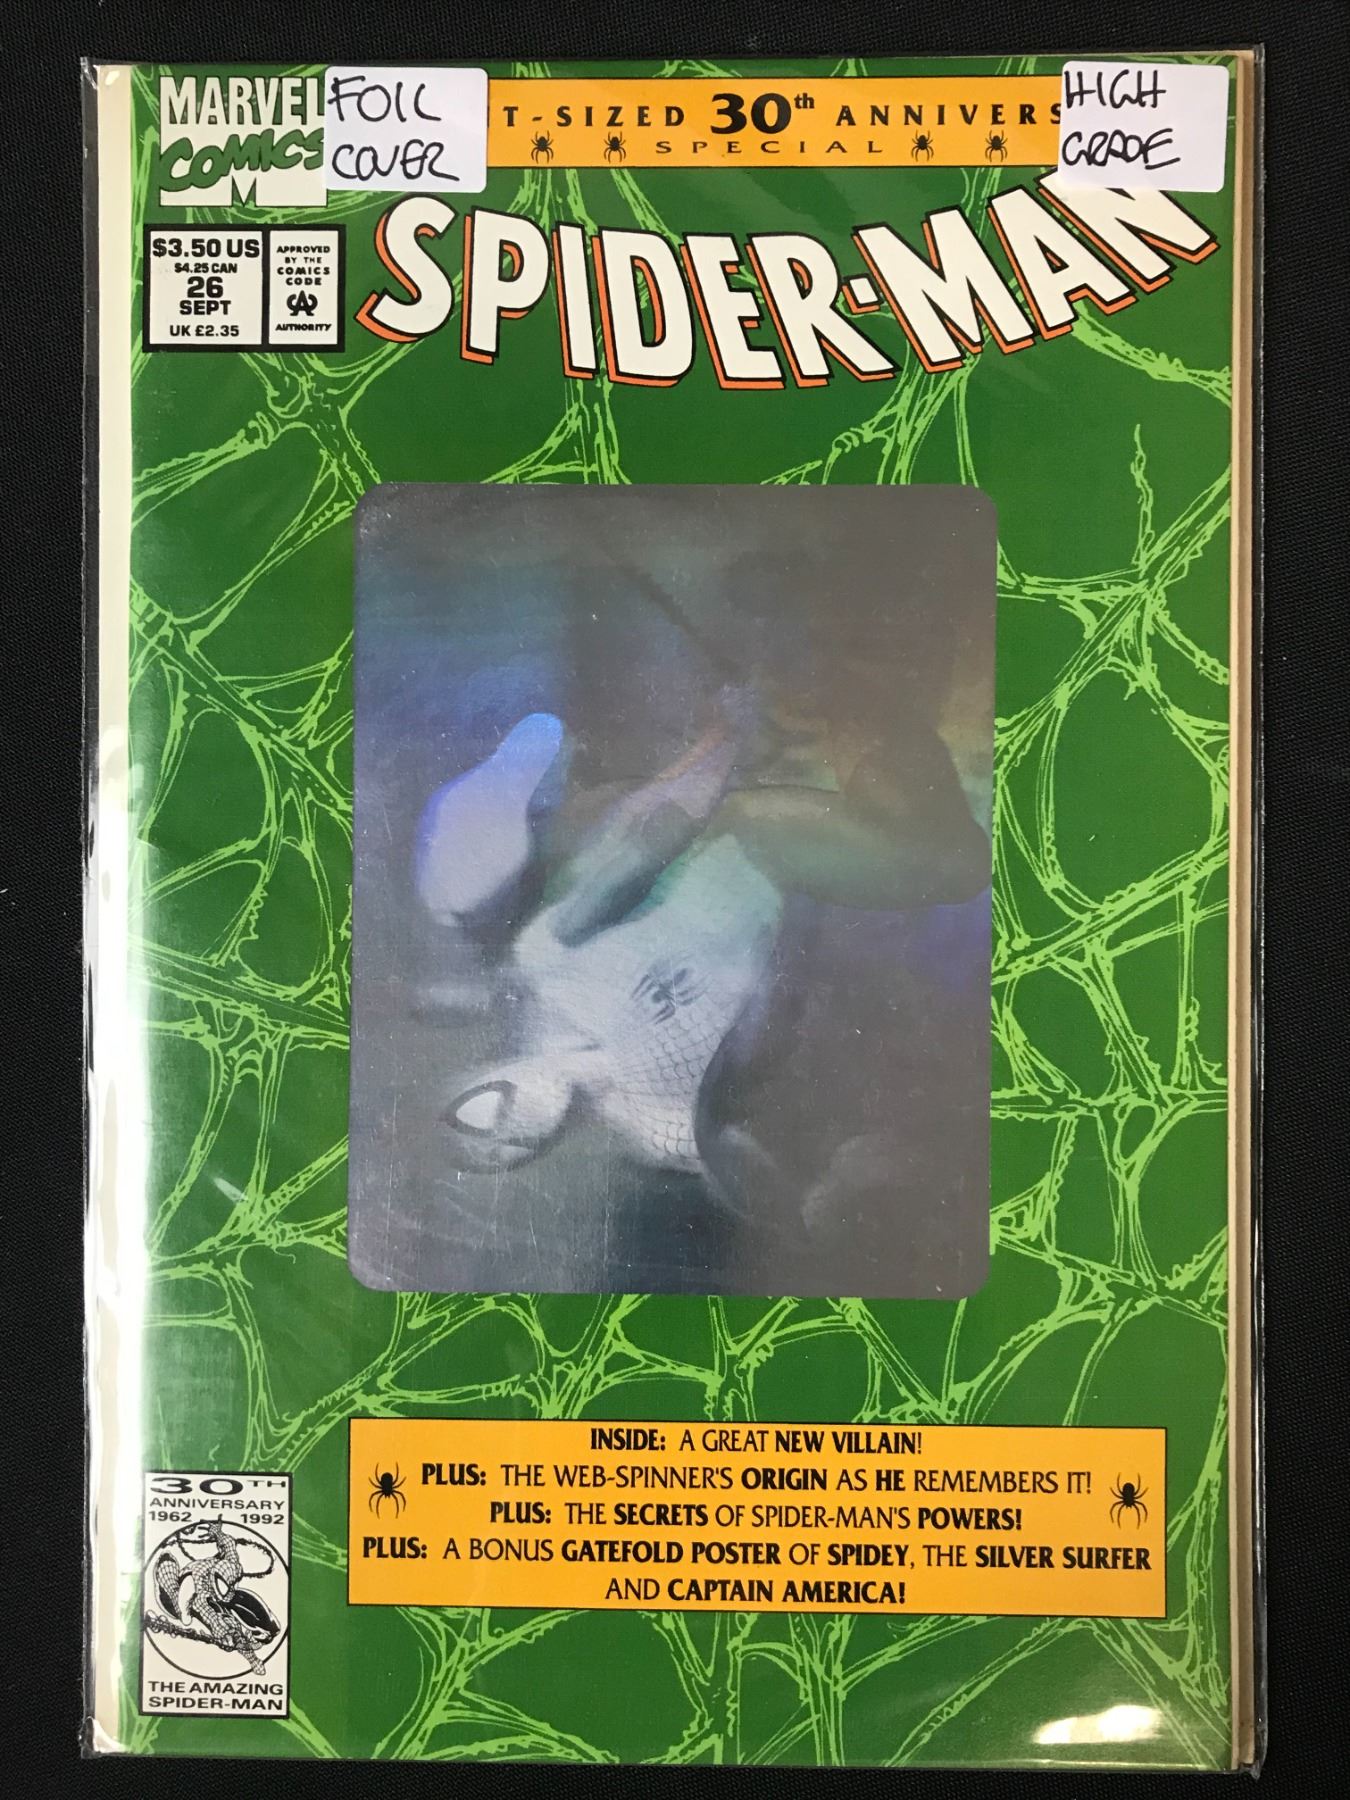 MARVEL
COMICS
M
FOIL
COVER
T-SIZED 30th ANNIVERS
SPECIAL
HIGH
GRADE
SPIDER-MAN
$3.50 US
$4.25 CAN
26
SEPT
UK £2.35
APPROVED
BY THE
COMICS
CODE
CA
AUTHORITY
INSIDE: A GREAT NEW VILLAIN!
PLUS: THE WEB-SPINNER'S ORIGIN AS HE REMEMBERS IT!
PLUS: THE SECRETS OF SPIDER-MAN'S POWERS!
PLUS: A BONUS GATEFOLD POSTER OF SPIDEY, THE SILVER SURFER
AND CAPTAIN AMERICA!
30TH
ANNIVERSARY
1962 1992
THE AMAZING
SPIDER-MAN